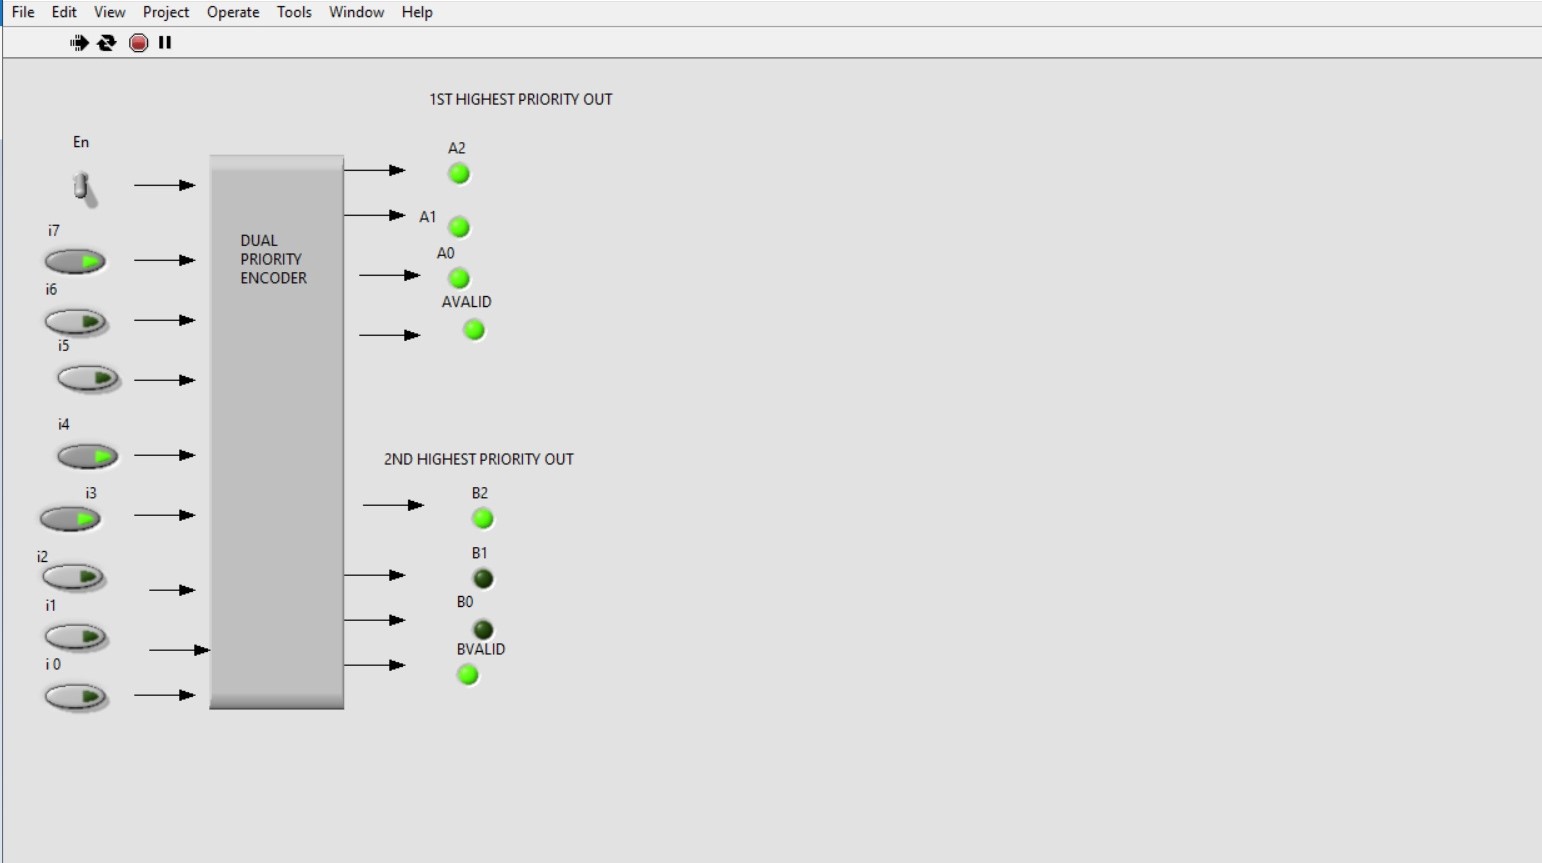 File Edit View Project Operate Tools Window Help
1ST HIGHEST PRIORITY OUT
En
A2
i7
A1
DUAL
PRIORITY
ENCODER
A0
i6
AVALID
i5
i4
2ND HIGHEST PRIORITY OUT
i3
B2
i2
B1
i1
B0
i 0
BVALID